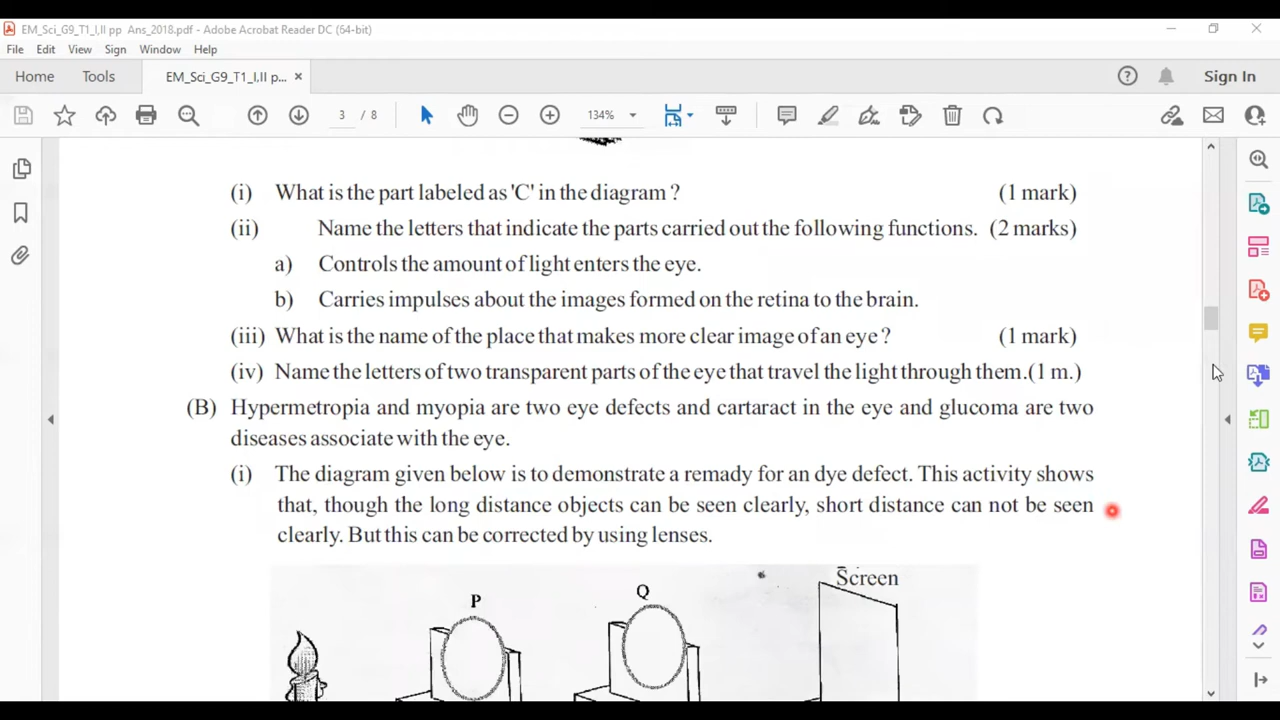 EM_Sci_G9_T1_I,II pp Ans_2018.pdf - Adobe Acrobat Reader DC (64-bit)
File Edit View Sign Window Help
Home Tools EM_Sci_G9_T1_I,II p... × Sign In
3 / 8 134%
(i) What is the part labeled as 'C' in the diagram ? (1 mark)
(ii) Name the letters that indicate the parts carried out the following functions. (2 marks)
a) Controls the amount of light enters the eye.
b) Carries impulses about the images formed on the retina to the brain.
(iii) What is the name of the place that makes more clear image of an eye ? (1 mark)
(iv) Name the letters of two transparent parts of the eye that travel the light through them.(1 m.)
(B) Hypermetropia and myopia are two eye defects and cartaract in the eye and glucoma are two
diseases associate with the eye.
(i) The diagram given below is to demonstrate a remady for an dye defect. This activity shows
that, though the long distance objects can be seen clearly, short distance can not be seen
clearly. But this can be corrected by using lenses.
Screen
P
Q